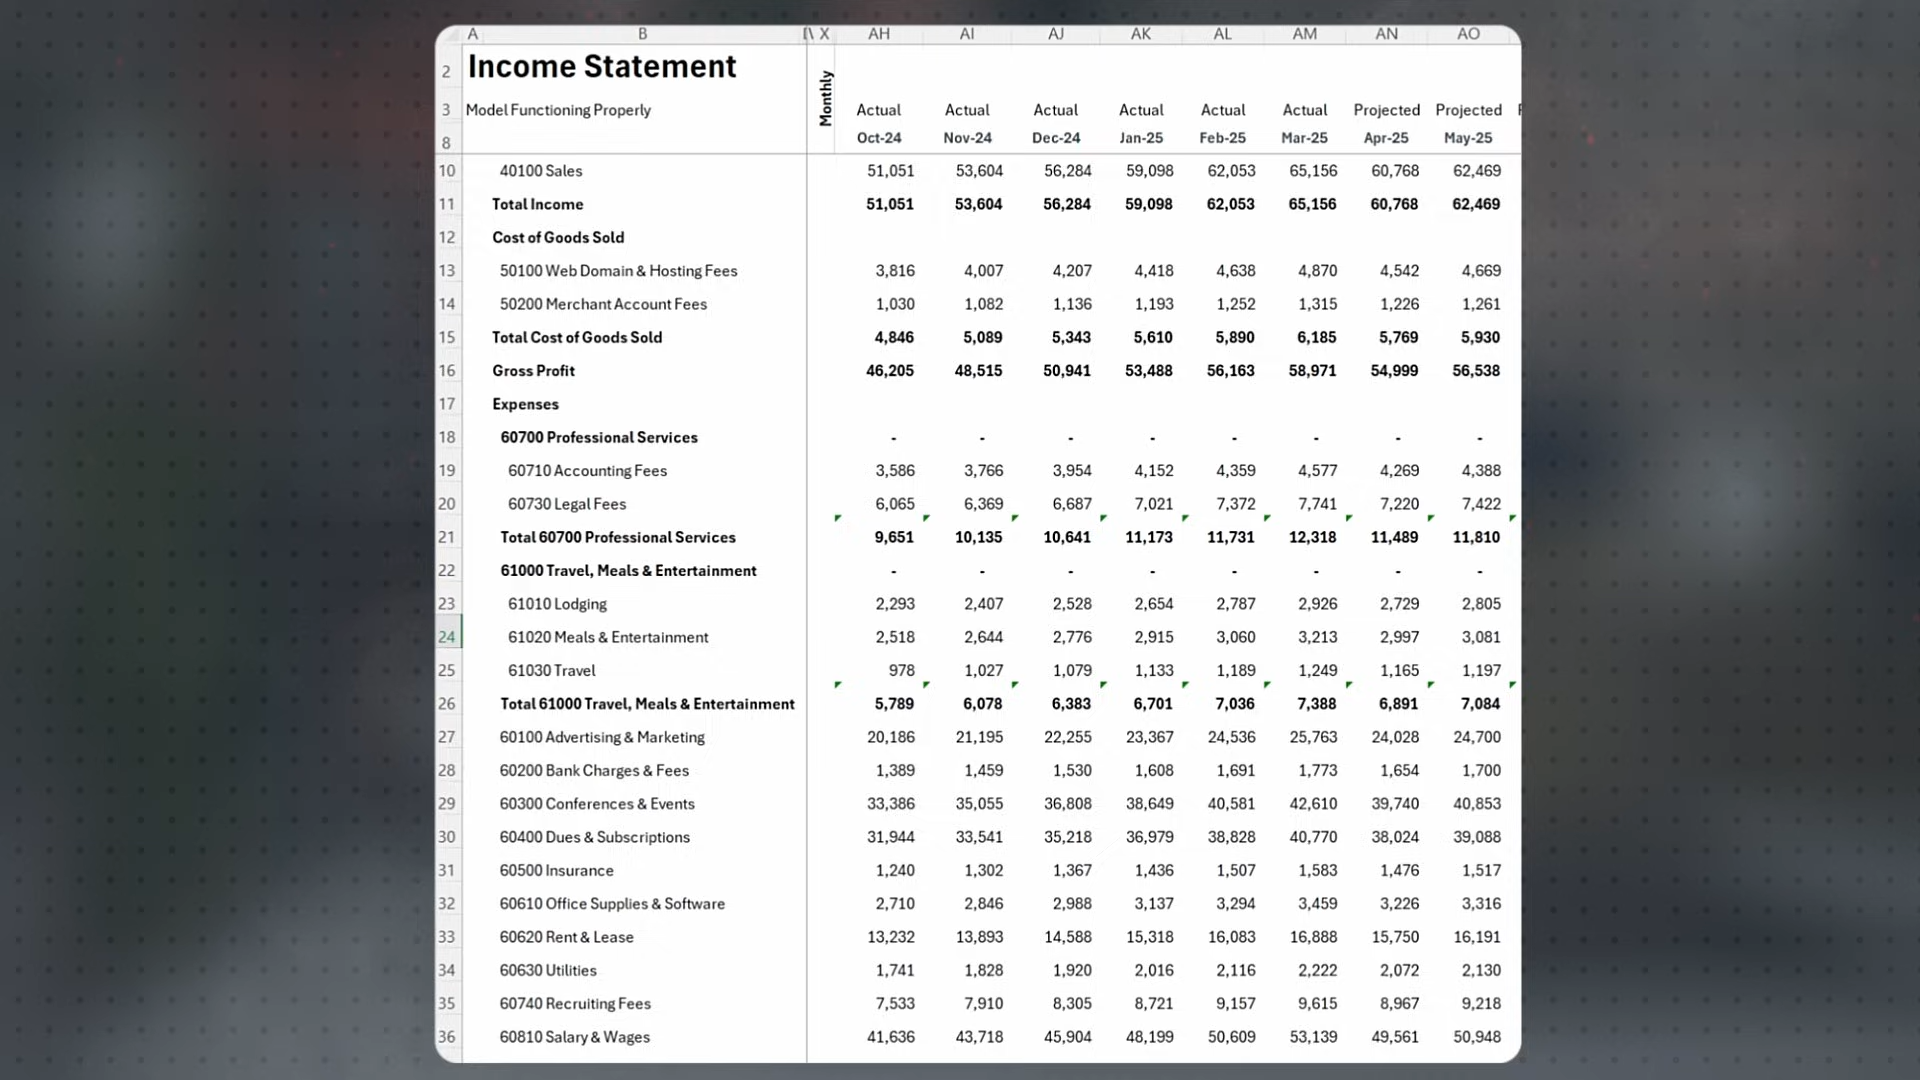 A B X AH AI AJ AK AL AM AN AO
2 Income Statement
Monthly
3 Model Functioning Properly Actual Actual Actual Actual Actual Actual Projected Projected
8 Oct-24 Nov-24 Dec-24 Jan-25 Feb-25 Mar-25 Apr-25 May-25
10 40100 Sales 51,051 53,604 56,284 59,098 62,053 65,156 60,768 62,469
11 Total Income 51,051 53,604 56,284 59,098 62,053 65,156 60,768 62,469
12 Cost of Goods Sold
13 50100 Web Domain & Hosting Fees 3,816 4,007 4,207 4,418 4,638 4,870 4,542 4,669
14 50200 Merchant Account Fees 1,030 1,082 1,136 1,193 1,252 1,315 1,226 1,261
15 Total Cost of Goods Sold 4,846 5,089 5,343 5,610 5,890 6,185 5,769 5,930
16 Gross Profit 46,205 48,515 50,941 53,488 56,163 58,971 54,999 56,538
17 Expenses
18 60700 Professional Services - - - - - - - -
19 60710 Accounting Fees 3,586 3,766 3,954 4,152 4,359 4,577 4,269 4,388
20 60730 Legal Fees 6,065 6,369 6,687 7,021 7,372 7,741 7,220 7,422
21 Total 60700 Professional Services 9,651 10,135 10,641 11,173 11,731 12,318 11,489 11,810
22 61000 Travel, Meals & Entertainment - - - - - - - -
23 61010 Lodging 2,293 2,407 2,528 2,654 2,787 2,926 2,729 2,805
24 61020 Meals & Entertainment 2,518 2,644 2,776 2,915 3,060 3,213 2,997 3,081
25 61030 Travel 978 1,027 1,079 1,133 1,189 1,249 1,165 1,197
26 Total 61000 Travel, Meals & Entertainment 5,789 6,078 6,383 6,701 7,036 7,388 6,891 7,084
27 60100 Advertising & Marketing 20,186 21,195 22,255 23,367 24,536 25,763 24,028 24,700
28 60200 Bank Charges & Fees 1,389 1,459 1,530 1,608 1,691 1,773 1,654 1,700
29 60300 Conferences & Events 33,386 35,055 36,808 38,649 40,581 42,610 39,740 40,853
30 60400 Dues & Subscriptions 31,944 33,541 35,218 36,979 38,828 40,770 38,024 39,088
31 60500 Insurance 1,240 1,302 1,367 1,436 1,507 1,583 1,476 1,517
32 60610 Office Supplies & Software 2,710 2,846 2,988 3,137 3,294 3,459 3,226 3,316
33 60620 Rent & Lease 13,232 13,893 14,588 15,318 16,083 16,888 15,750 16,191
34 60630 Utilities 1,741 1,828 1,920 2,016 2,116 2,222 2,072 2,130
35 60740 Recruiting Fees 7,533 7,910 8,305 8,721 9,157 9,615 8,967 9,218
36 60810 Salary & Wages 41,636 43,718 45,904 48,199 50,609 53,139 49,561 50,948